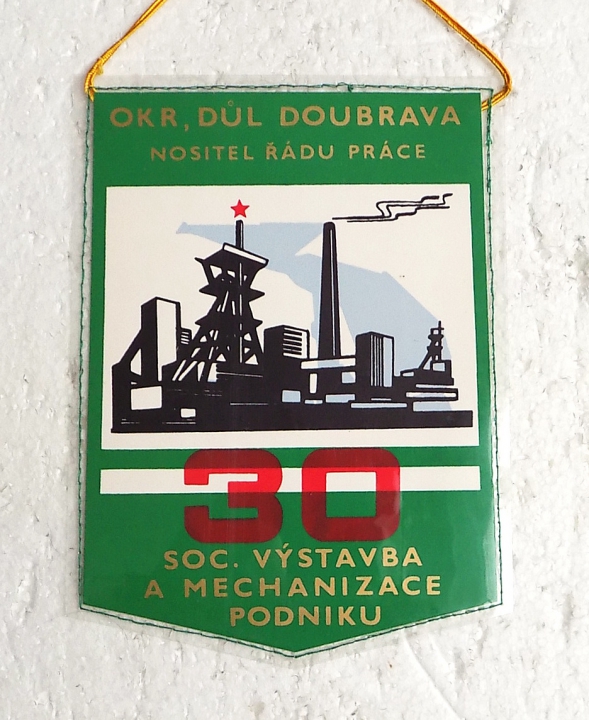 OKR, DŮL DOUBRAVA
NOSITEL ŘÁDU PRÁCE
30
SOC. VÝSTAVBA
A MECHANIZACE
PODNIKU